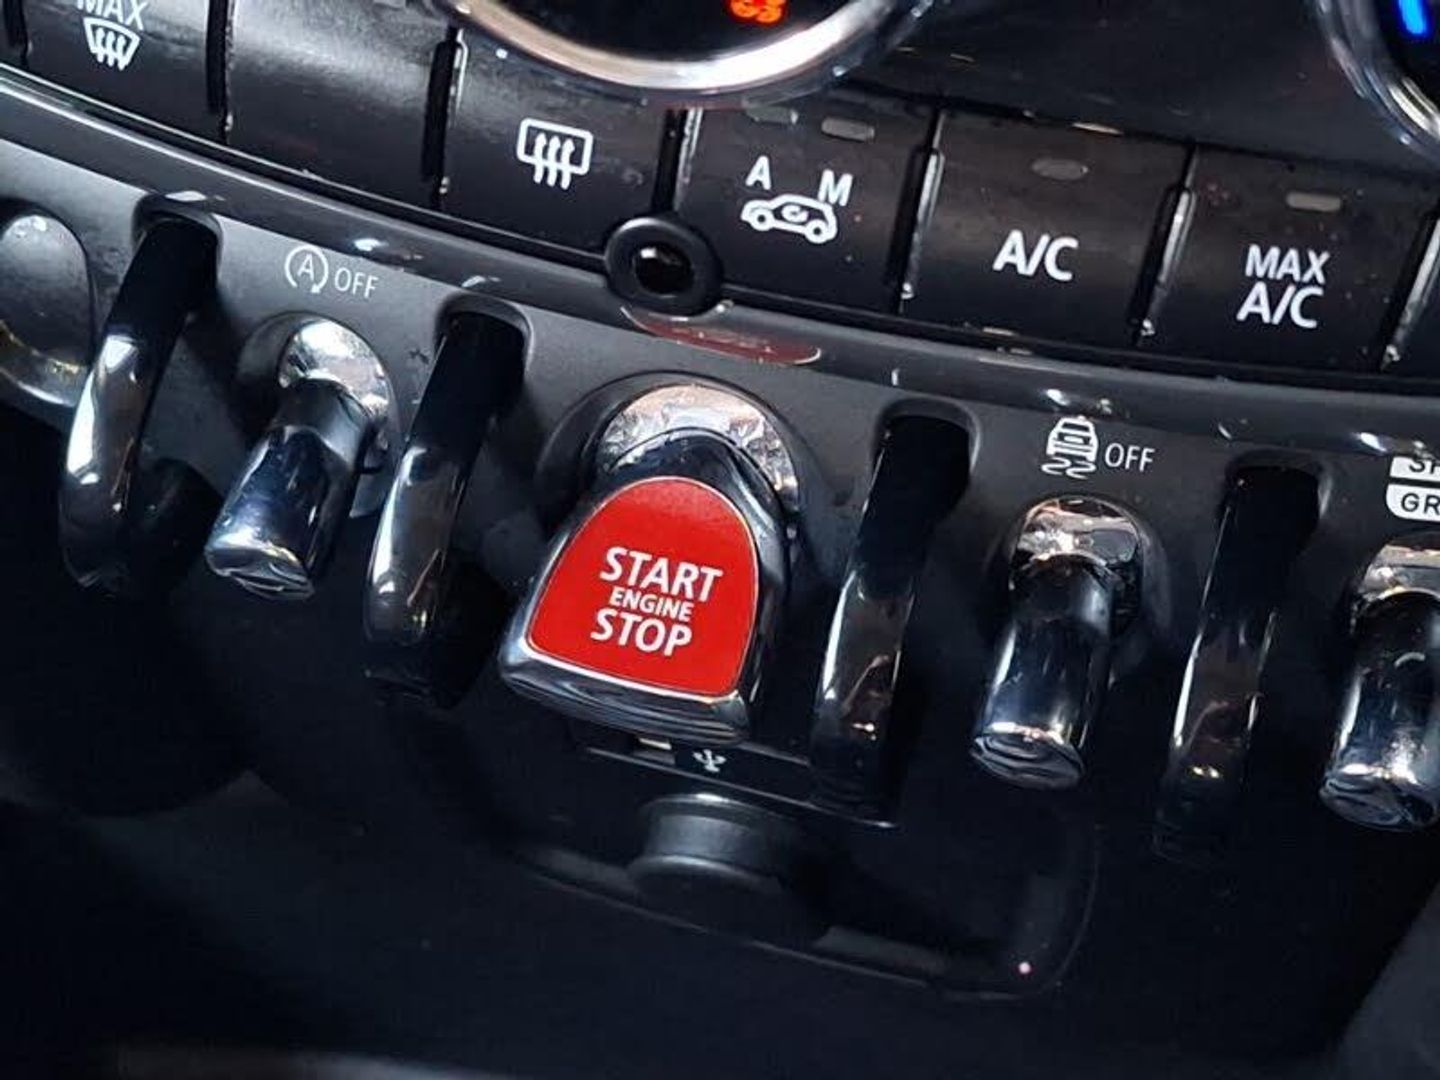 MAX
A M
A/C
MAX
A/C
A OFF
OFF
START
ENGINE
STOP